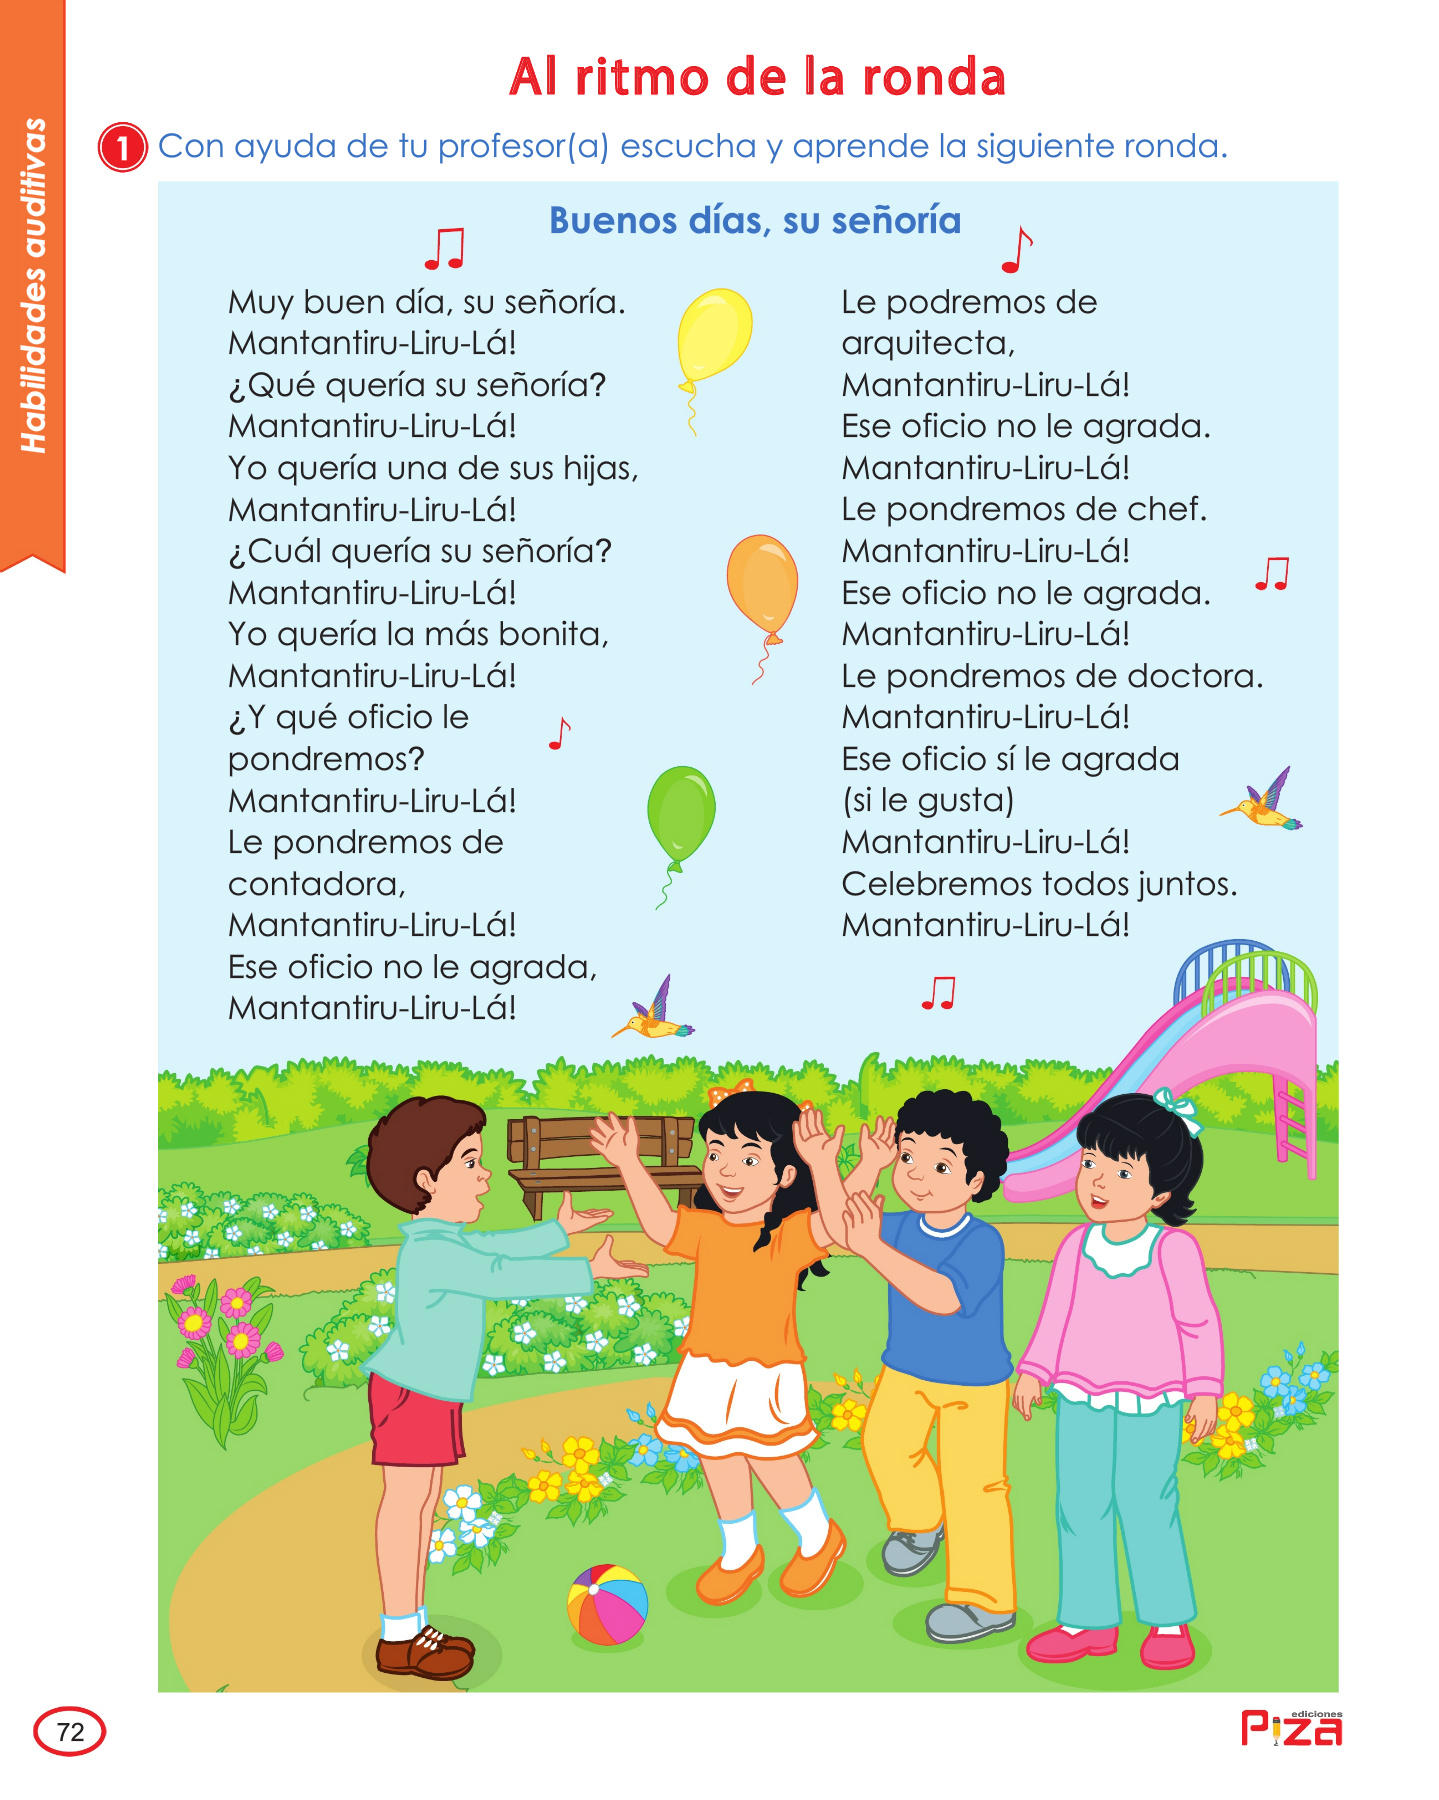 Al ritmo de la ronda
Habilidades auditivas
1 Con ayuda de tu profesor(a) escucha y aprende la siguiente ronda.
Buenos días, su señoría
Muy buen día, su señoría.
Mantantiru-Liru-Lá!
¿Qué quería su señoría?
Mantantiru-Liru-Lá!
Yo quería una de sus hijas,
Mantantiru-Liru-Lá!
¿Cuál quería su señoría?
Mantantiru-Liru-Lá!
Yo quería la más bonita,
Mantantiru-Liru-Lá!
¿Y qué oficio le
pondremos?
Mantantiru-Liru-Lá!
Le pondremos de
contadora,
Mantantiru-Liru-Lá!
Ese oficio no le agrada,
Mantantiru-Liru-Lá!
Le podremos de
arquitecta,
Mantantiru-Liru-Lá!
Ese oficio no le agrada.
Mantantiru-Liru-Lá!
Le pondremos de chef.
Mantantiru-Liru-Lá!
Ese oficio no le agrada.
Mantantiru-Liru-Lá!
Le pondremos de doctora.
Mantantiru-Liru-Lá!
Ese oficio sí le agrada
(si le gusta)
Mantantiru-Liru-Lá!
Celebremos todos juntos.
Mantantiru-Liru-Lá!
72
ediciones
Piza